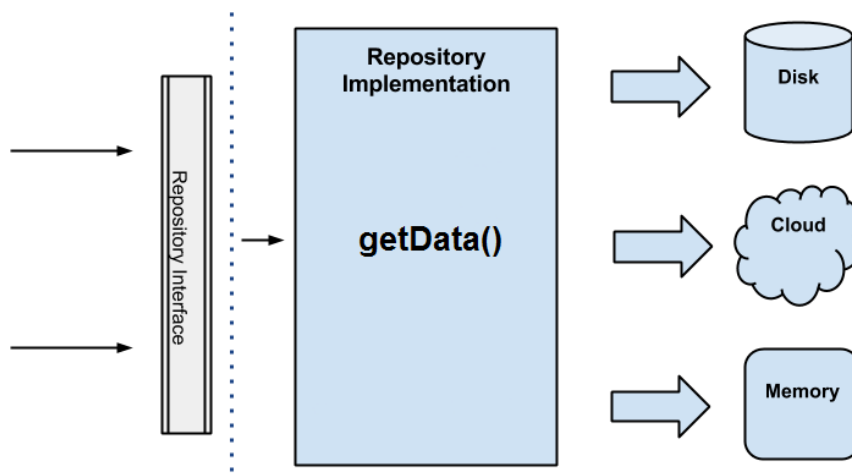 Repository Interface
Repository
Implementation
getData()
Disk
Cloud
Memory